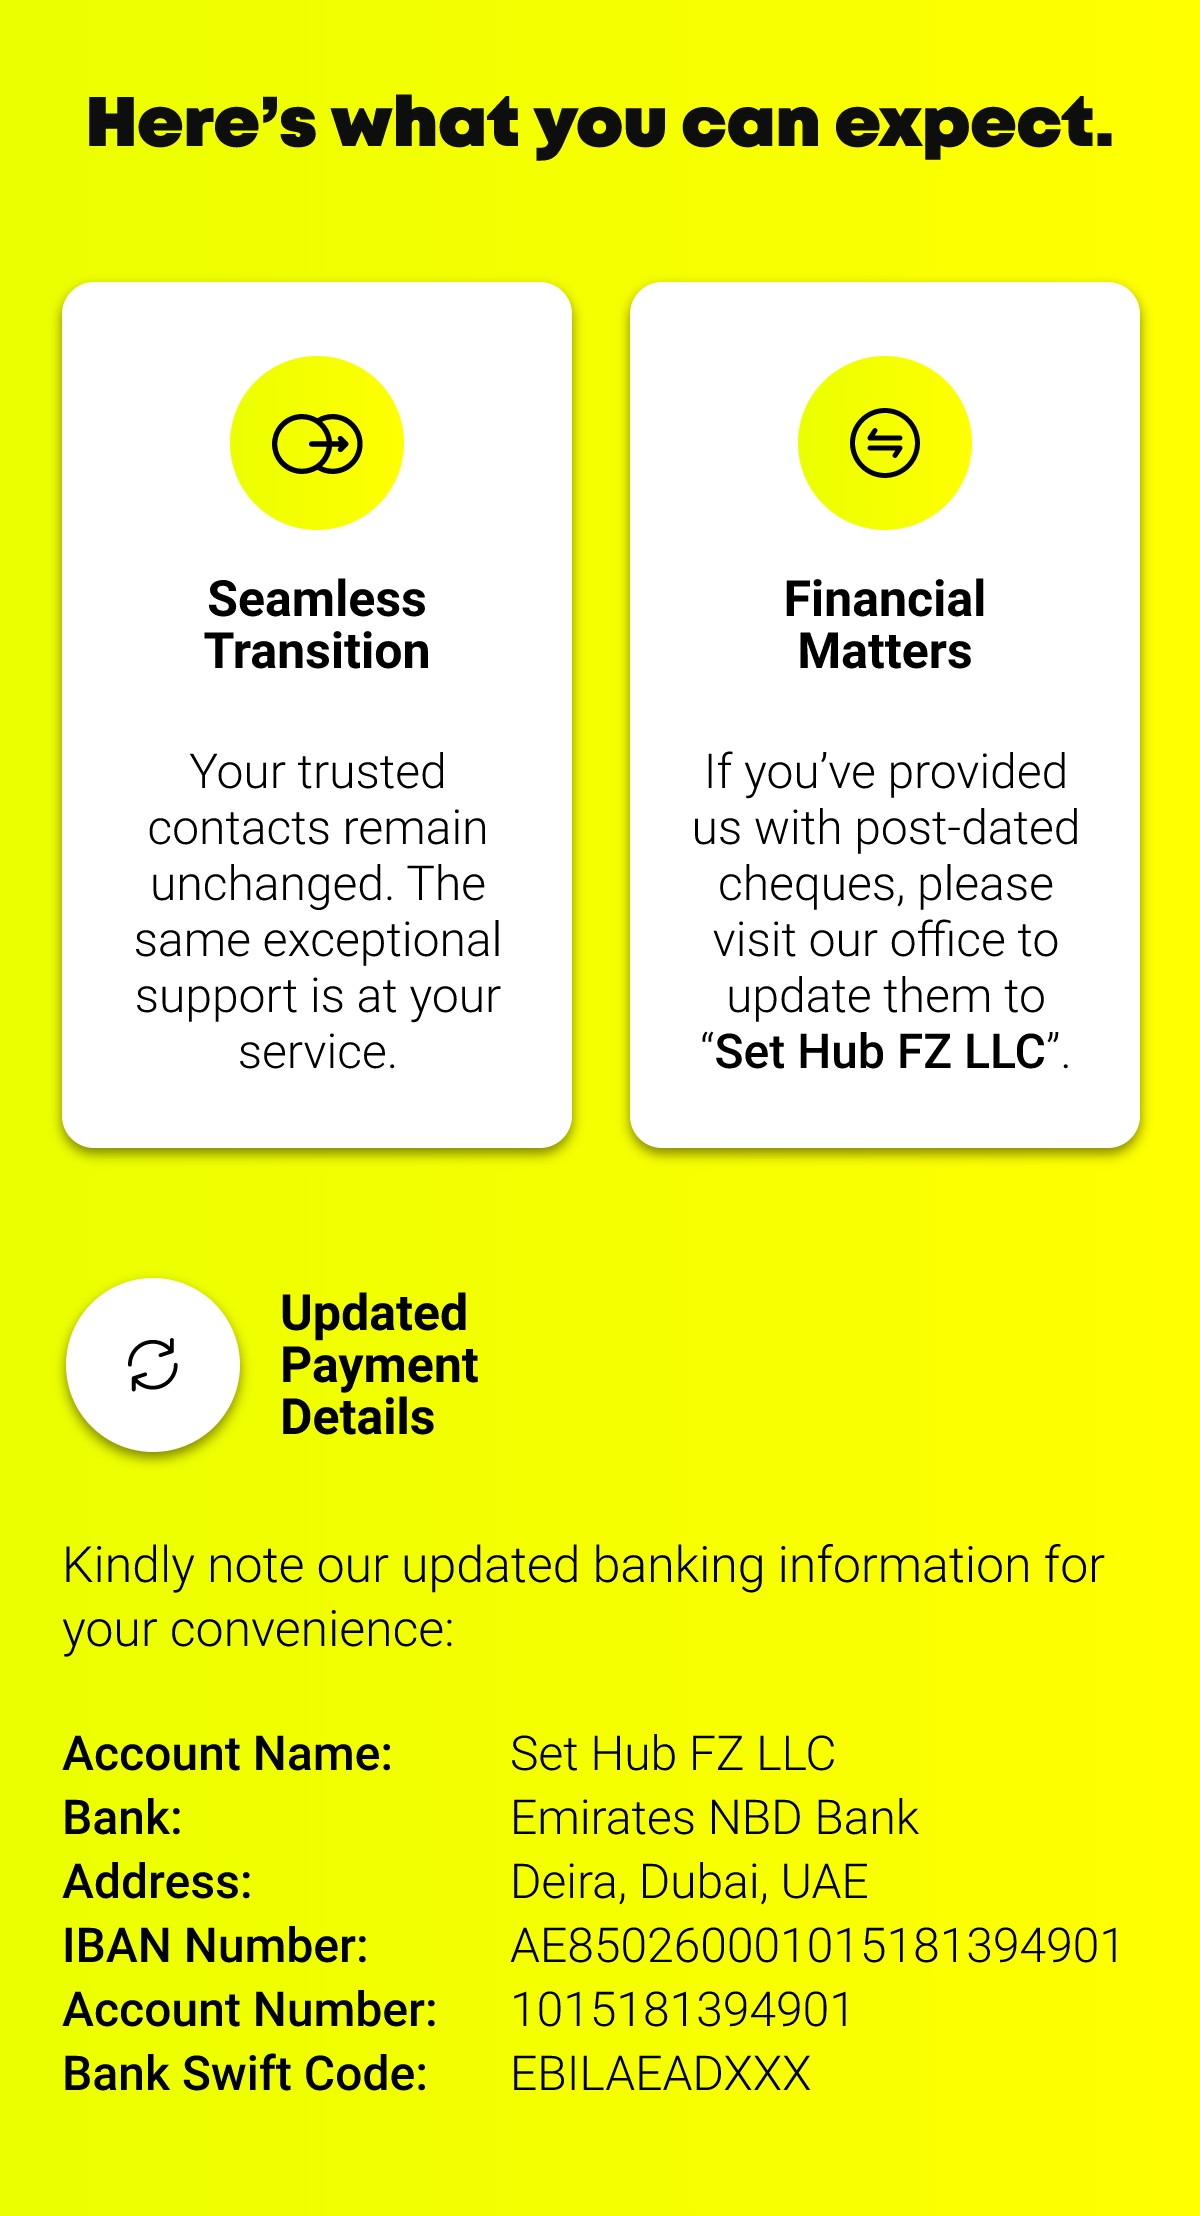 Here’s what you can expect.
Seamless
Transition
Your trusted
contacts remain
unchanged. The
same exceptional
support is at your
service.
Financial
Matters
If you’ve provided
us with post-dated
cheques, please
visit our office to
update them to
“Set Hub FZ LLC”.
Updated
Payment
Details
Kindly note our updated banking information for
your convenience:
Account Name: Set Hub FZ LLC
Bank: Emirates NBD Bank
Address: Deira, Dubai, UAE
IBAN Number: AE850260001015181394901
Account Number: 1015181394901
Bank Swift Code: EBILAEADXXX